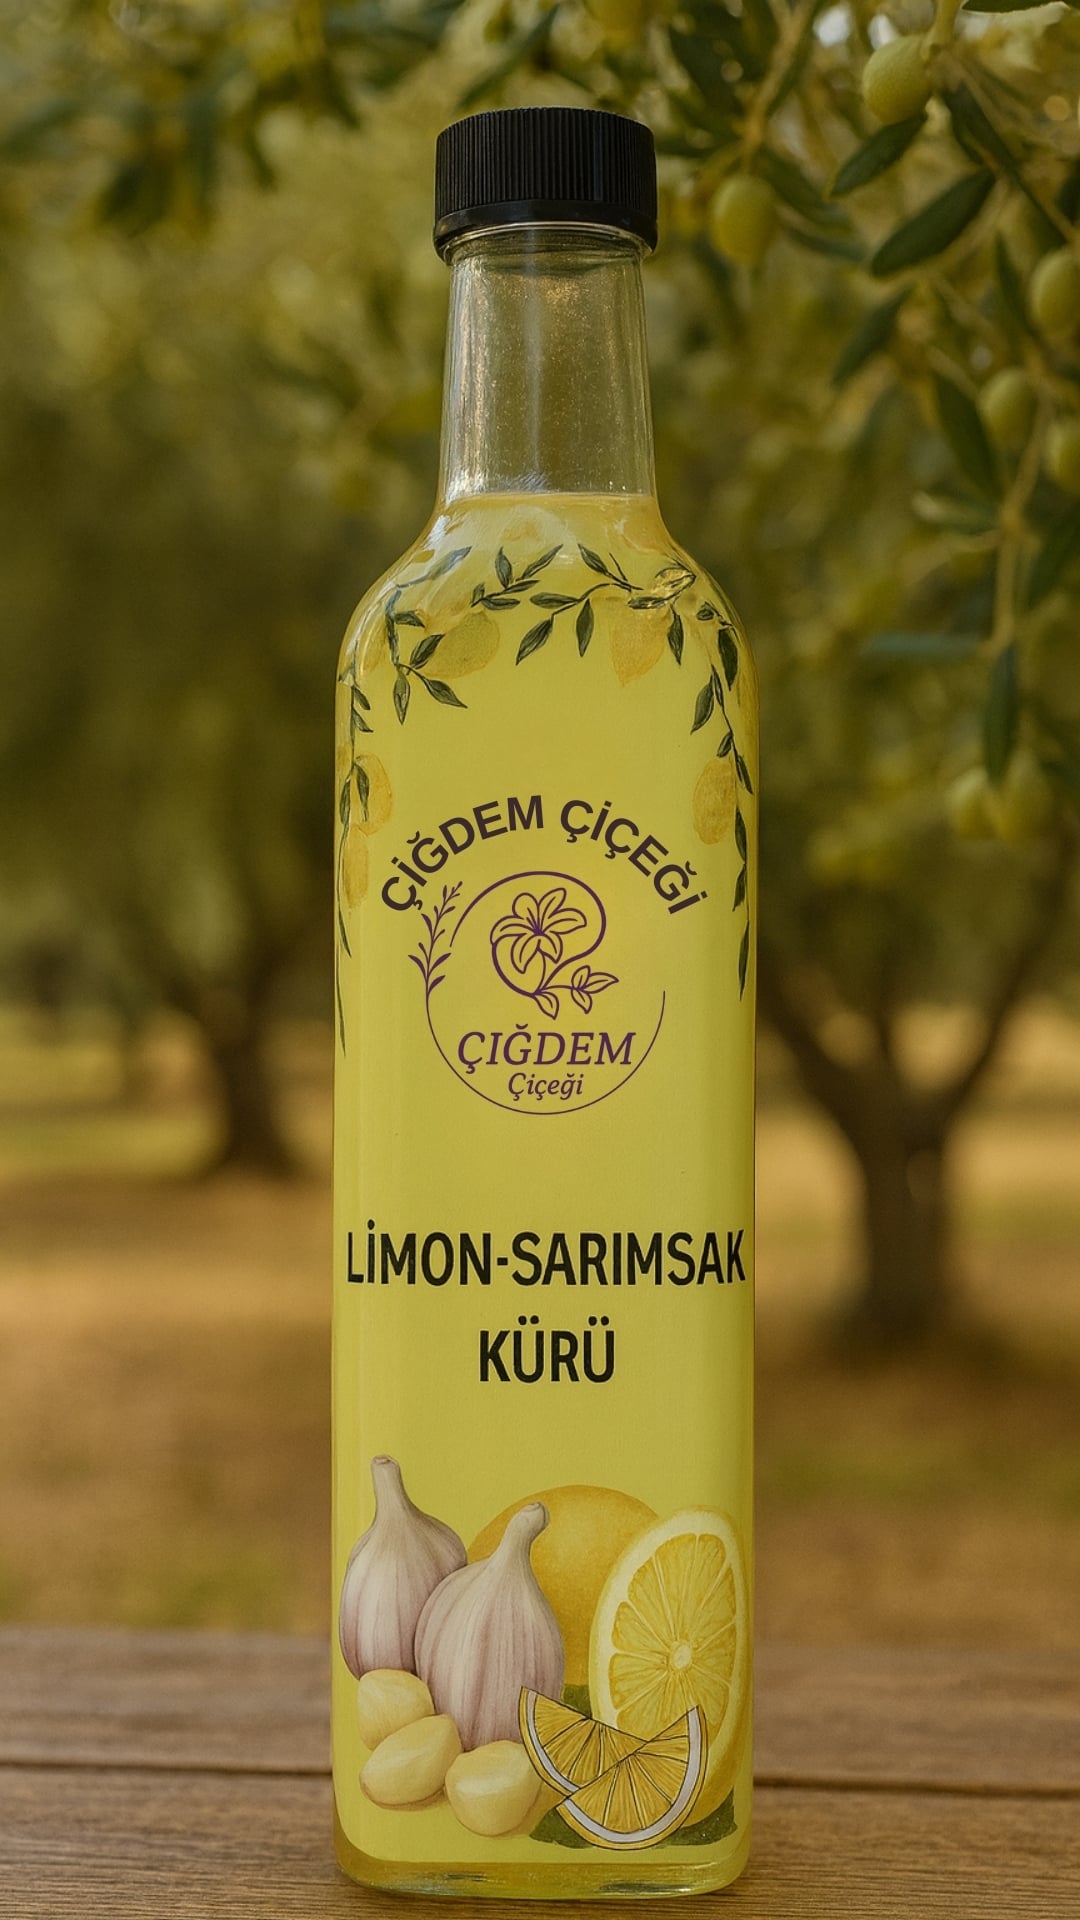 ÇİĞDEM ÇİÇEĞİ
ÇIĞDEM
Çiçeği
LİMON-SARIMSAK
KÜRÜ